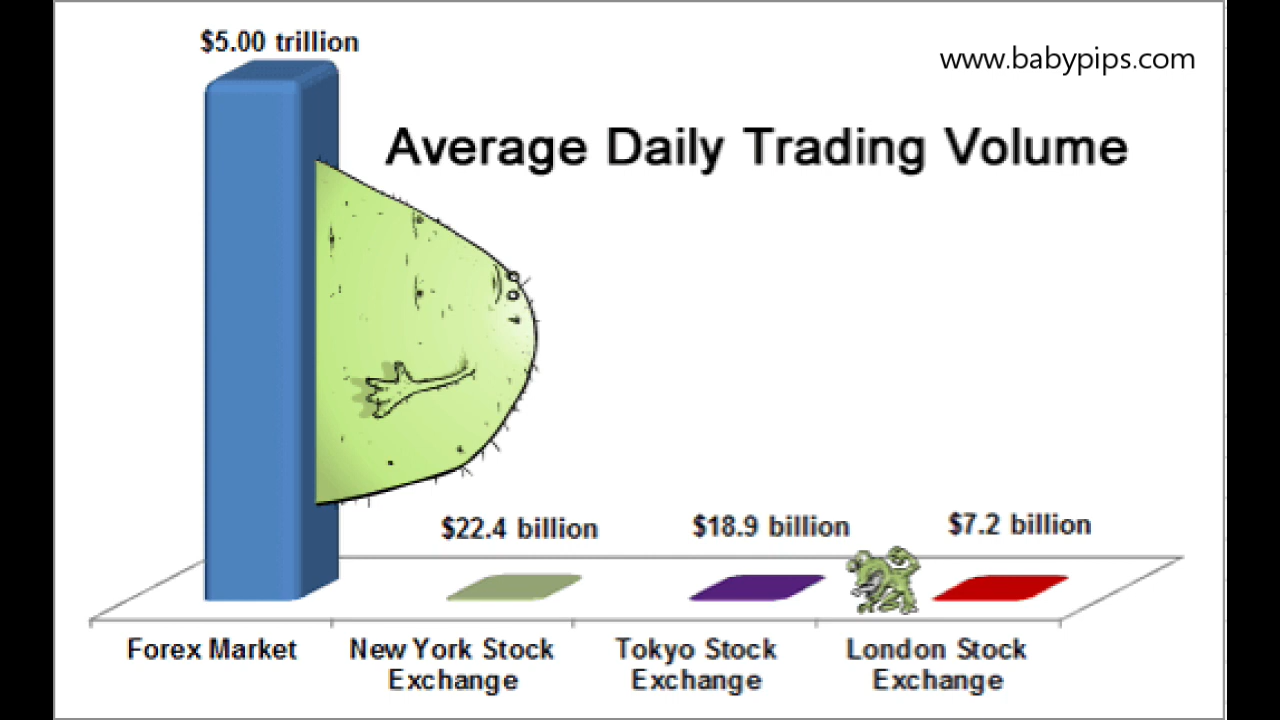 $5.00 trillion
www.babypips.com
Average Daily Trading Volume
$22.4 billion
$18.9 billion
$7.2 billion
Forex Market
New York Stock
Exchange
Tokyo Stock
Exchange
London Stock
Exchange